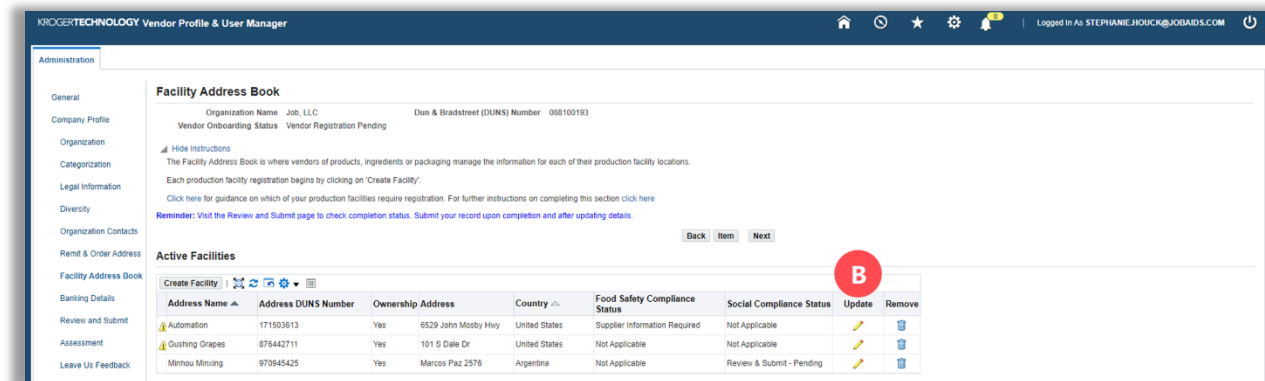 KROGERTECHNOLOGY Vendor Profile & User Manager
0
Logged In As STEPHANIE.HOUCK@JOBAIDS.COM
Administration
General
Company Profile
Organization
Categorization
Legal Information
Diversity
Organization Contacts
Remit & Order Address
Facility Address Book
Banking Details
Review and Submit
Assessment
Leave Us Feedback
Facility Address Book
Organization Name Job, LLC Dun & Bradstreet (DUNS) Number 068100193
Vendor Onboarding Status Vendor Registration Pending
Hide Instructions
The Facility Address Book is where vendors of products, ingredients or packaging manage the information for each of their production facility locations.
Each production facility registration begins by clicking on 'Create Facility'.
Click here for guidance on which of your production facilities require registration. For further instructions on completing this section click here
Reminder: Visit the Review and Submit page to check completion status. Submit your record upon completion and after updating details.
Back Item Next
Active Facilities
B
Create Facility
Address Name Address DUNS Number Ownership Address Country Food Safety Compliance Status Social Compliance Status Update Remove
Automation 171503613 Yes 6529 John Mosby Hwy United States Supplier Information Required Not Applicable
Gushing Grapes 876442711 Yes 101 S Dale Dr United States Not Applicable Not Applicable
Minhou Minxing 970945425 Yes Marcos Paz 2576 Argentina Not Applicable Review & Submit - Pending